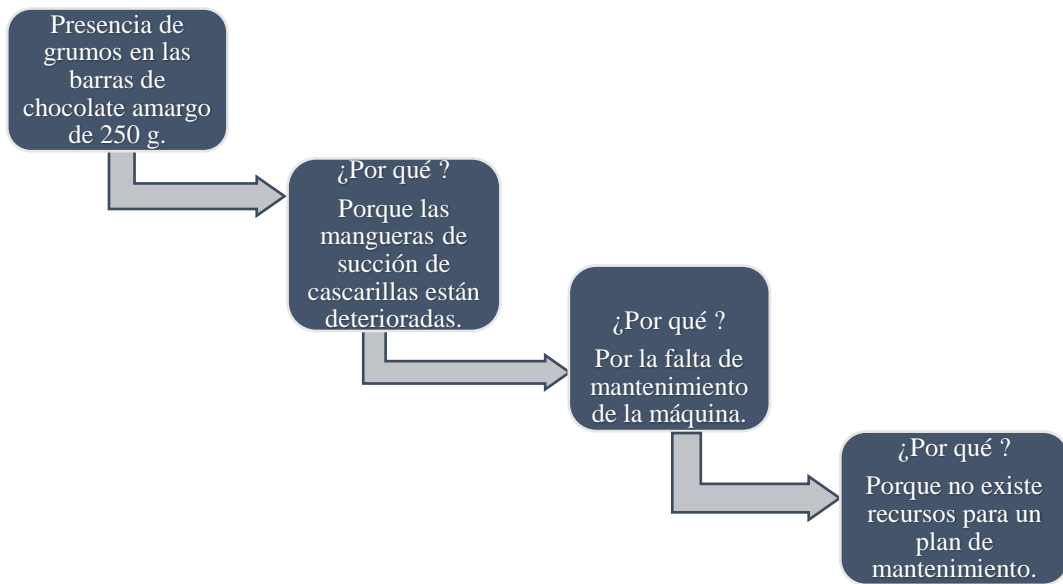 Presencia de
grumos en las
barras de
chocolate amargo
de 250 g.
¿Por qué ?
Porque las
mangueras de
succión de
cascarillas están
deterioradas.
¿Por qué ?
Por la falta de
mantenimiento
de la máquina.
¿Por qué ?
Porque no existe
recursos para un
plan de
mantenimiento.